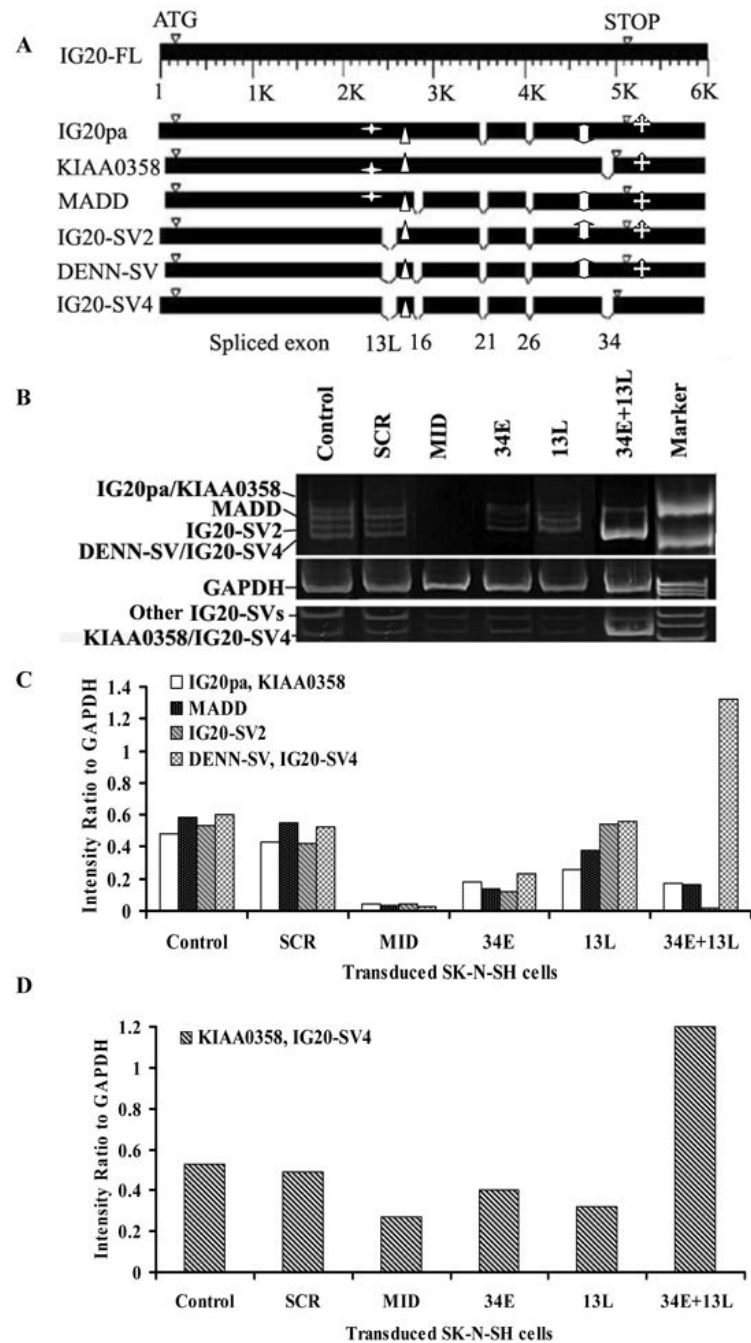 A
ATG STOP
IG20-FL
1 1K 2K 3K 4K 5K 6K
IG20pa
KIAA0358
MADD
IG20-SV2
DENN-SV
IG20-SV4
Spliced exon 13L 16 21 26 34
B
Control SCR MID 34E 13L 34E+13L Marker
IG20pa/KIAA0358
MADD
IG20-SV2
DENN-SV/IG20-SV4
GAPDH
Other IG20-SVs
KIAA0358/IG20-SV4
C
Intensity Ratio to GAPDH
1.4
1.2
1
0.8
0.6
0.4
0.2
0
IG20pa, KIAA0358
MADD
IG20-SV2
DENN-SV, IG20-SV4
Control SCR MID 34E 13L 34E+13L
Transduced SK-N-SH cells
D
Intensity Ratio to GAPDH
1.2
1
0.8
0.6
0.4
0.2
0
KIAA0358, IG20-SV4
Control SCR MID 34E 13L 34E+13L
Transduced SK-N-SH cells